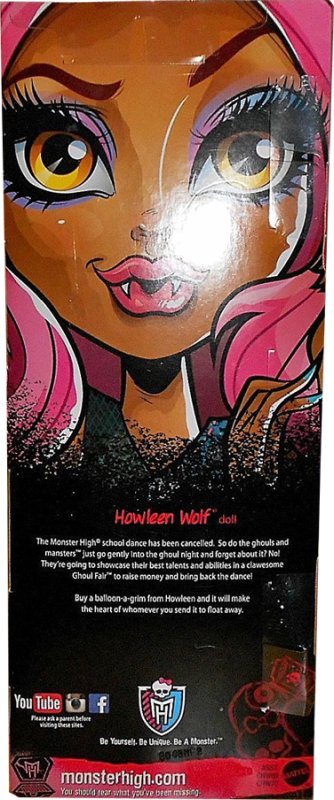 Howleen Wolf™ doll
The Monster High® school dance has been cancelled. So do the ghouls and
mansters™ just go gently into the ghoul night and forget about it? No!
They're going to showcase their best talents and abilities in a clawesome
Ghoul Fair™ to raise money and bring back the dance!
Buy a balloon-a-grim from Howleen and it will make
the heart of whomever you send it to float away.
You Tube f
Please ask a parent before
visiting these sites.
Be Yourself. Be Unique. Be A Monster.™
MATTEL
monsterhigh.com
You should rear what you've been missing.